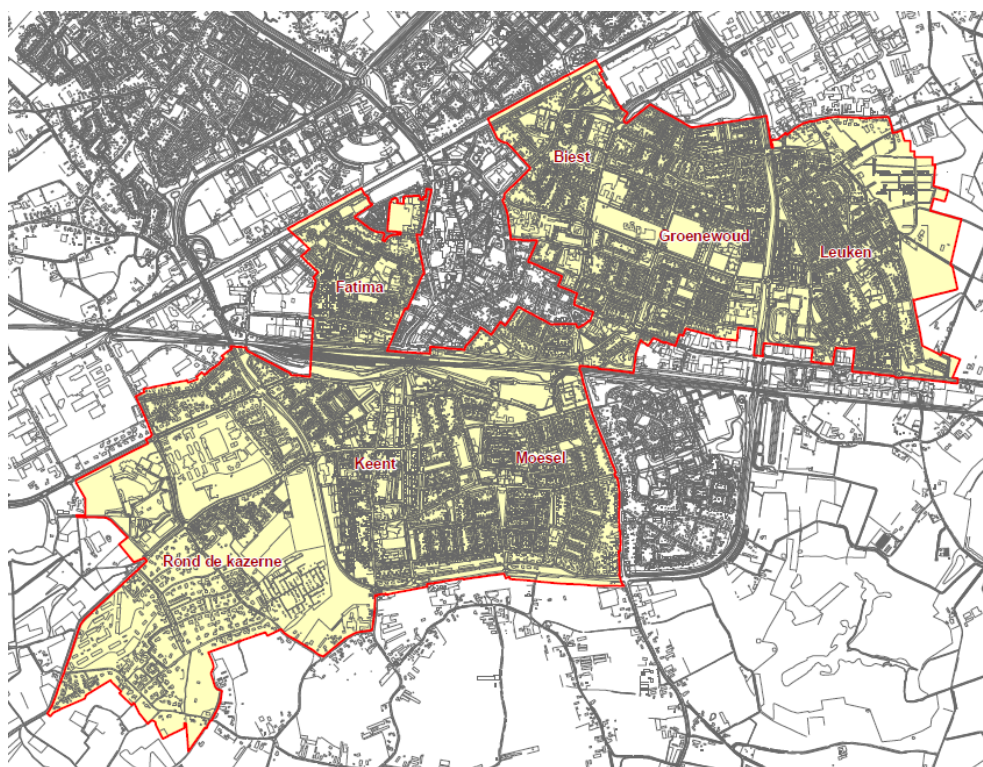 Biest
Groenewoud
Leuken
Fatima
Keent
Moesel
Rond de kazerne